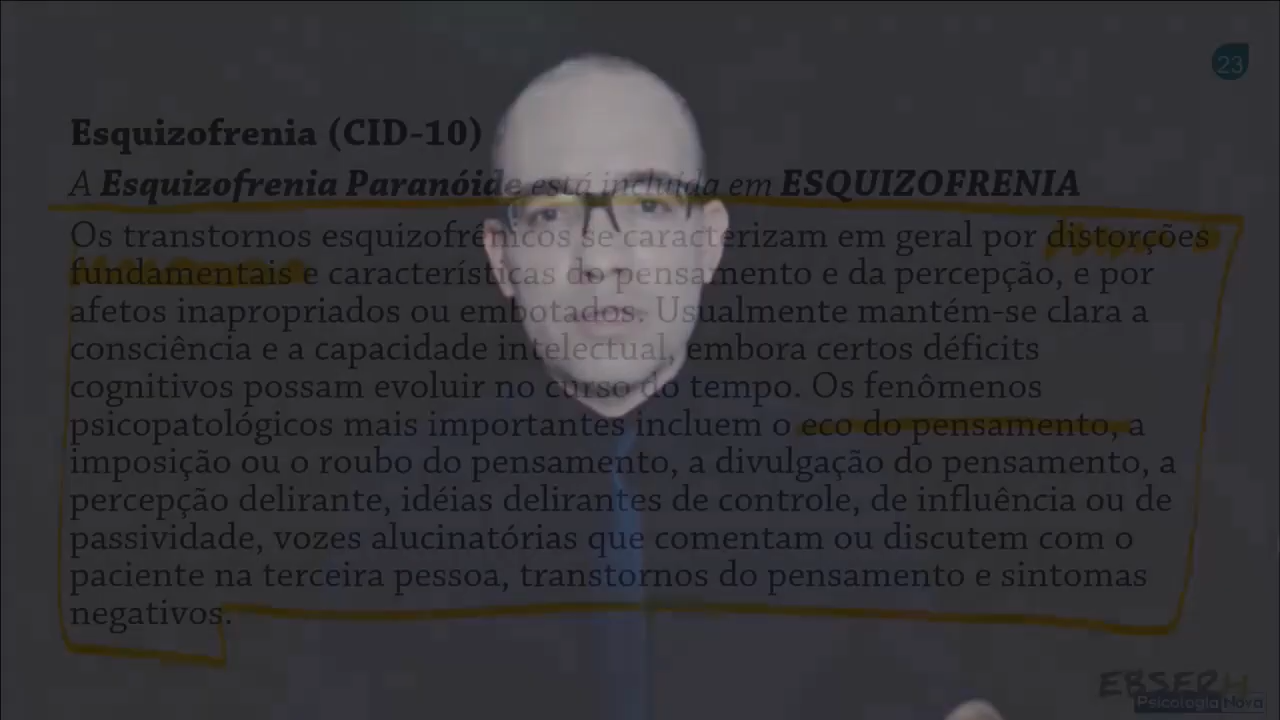 23
Esquizofrenia (CID-10)
A Esquizofrenia Paranóide está incluída em ESQUIZOFRENIA
Os transtornos esquizofrênicos se caracterizam em geral por distorções
fundamentais e características do pensamento e da percepção, e por
afetos inapropriados ou embotados. Usualmente mantém-se clara a
consciência e a capacidade intelectual, embora certos déficits
cognitivos possam evoluir no curso do tempo. Os fenômenos
psicopatológicos mais importantes incluem o eco do pensamento, a
imposição ou o roubo do pensamento, a divulgação do pensamento, a
percepção delirante, idéias delirantes de controle, de influência ou de
passividade, vozes alucinatórias que comentam ou discutem com o
paciente na terceira pessoa, transtornos do pensamento e sintomas
negativos.
EBSERH
Psicologia Nova